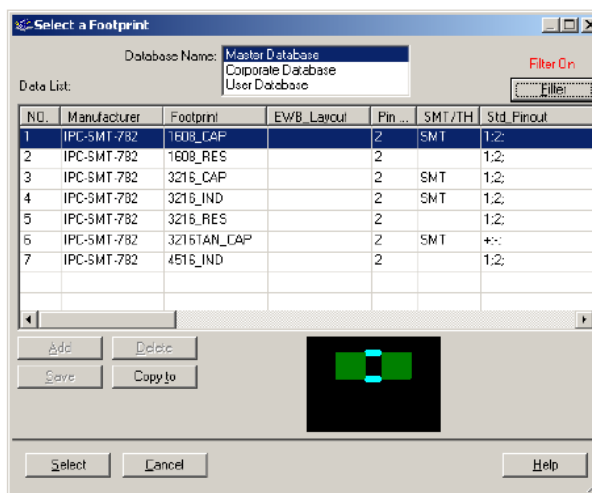 Select a Footprint
Database Name: Master Database
Corporate Database
User Database
Filter On
Data List:
Filter
NO. Manufacturer Footprint EWB_Layout Pin ... SMT/TH Std_Pinout
1 IPC-SMT-782 1608_CAP 2 SMT 1;2;
2 IPC-SMT-782 1608_RES 2 1;2;
3 IPC-SMT-782 3216_CAP 2 SMT 1;2;
4 IPC-SMT-782 3216_IND 2 SMT 1;2;
5 IPC-SMT-782 3216_RES 2 1;2;
6 IPC-SMT-782 3216TAN_CAP 2 SMT +;-;
7 IPC-SMT-782 4516_IND 2 1;2;
Add Delete
Save Copy to
Select Cancel Help